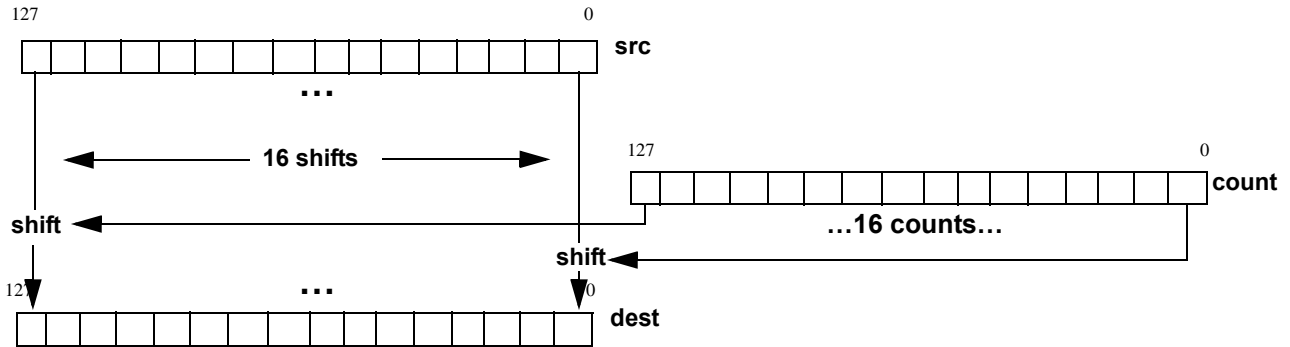 127 0
src
...
16 shifts
127 0
count
shift
...16 counts...
shift
...
127 0
dest